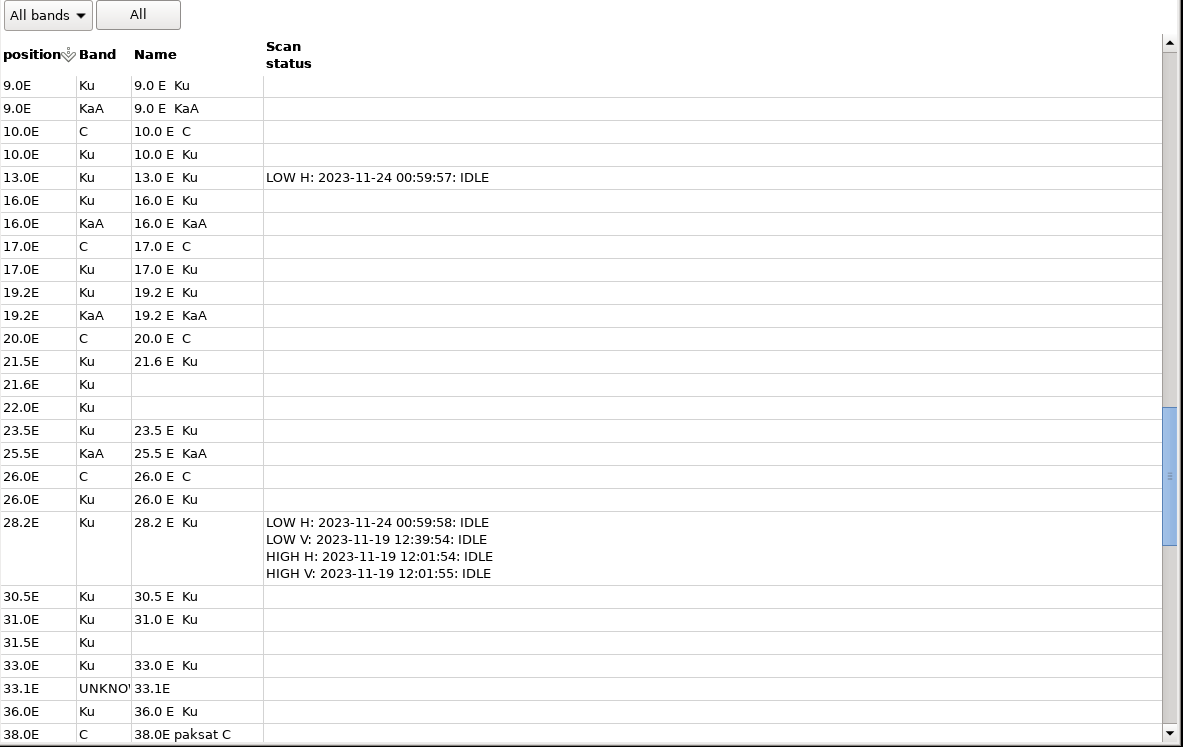 All bands All
position Band Name Scan status
9.0E Ku 9.0 E Ku
9.0E KaA 9.0 E KaA
10.0E C 10.0 E C
10.0E Ku 10.0 E Ku
13.0E Ku 13.0 E Ku LOW H: 2023-11-24 00:59:57: IDLE
16.0E Ku 16.0 E Ku
16.0E KaA 16.0 E KaA
17.0E C 17.0 E C
17.0E Ku 17.0 E Ku
19.2E Ku 19.2 E Ku
19.2E KaA 19.2 E KaA
20.0E C 20.0 E C
21.5E Ku 21.6 E Ku
21.6E Ku
22.0E Ku
23.5E Ku 23.5 E Ku
25.5E KaA 25.5 E KaA
26.0E C 26.0 E C
26.0E Ku 26.0 E Ku
28.2E Ku 28.2 E Ku LOW H: 2023-11-24 00:59:58: IDLE
LOW V: 2023-11-19 12:39:54: IDLE
HIGH H: 2023-11-19 12:01:54: IDLE
HIGH V: 2023-11-19 12:01:55: IDLE
30.5E Ku 30.5 E Ku
31.0E Ku 31.0 E Ku
31.5E Ku
33.0E Ku 33.0 E Ku
33.1E UNKNO 33.1E
36.0E Ku 36.0 E Ku
38.0E C 38.0E paksat C